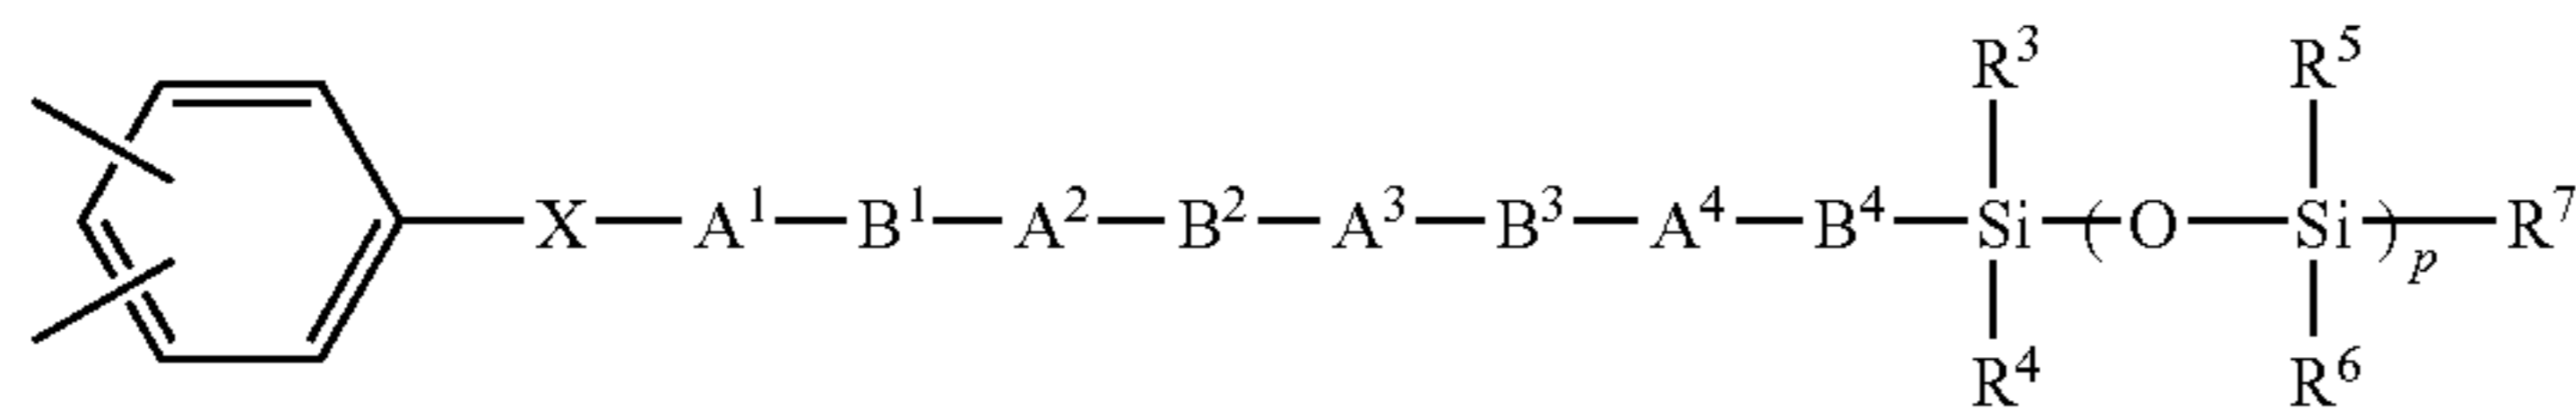 R³ R⁵
X—A¹—B¹—A²—B²—A³—B³—A⁴—B⁴—Si—(O—Si)ₚ—R⁷
R⁴ R⁶